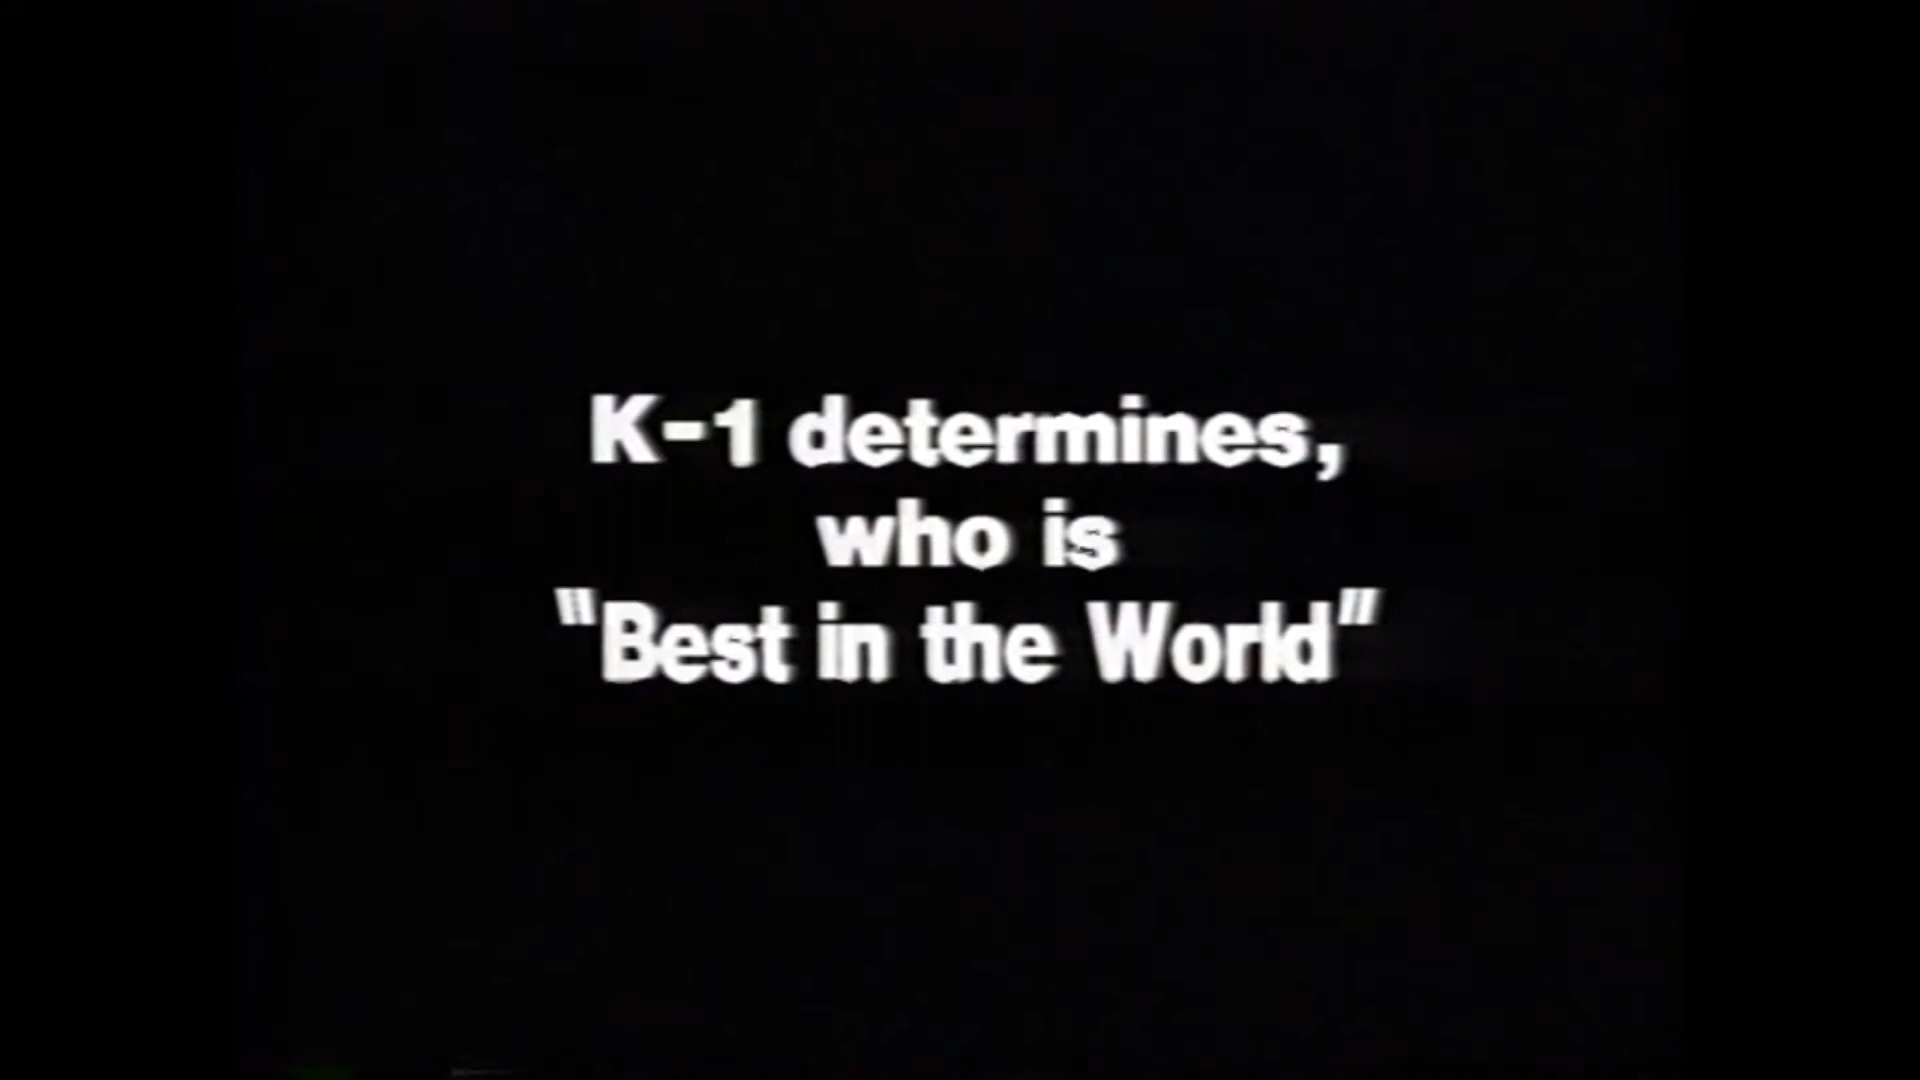 K-1 determines,
who is
"Best in the World"